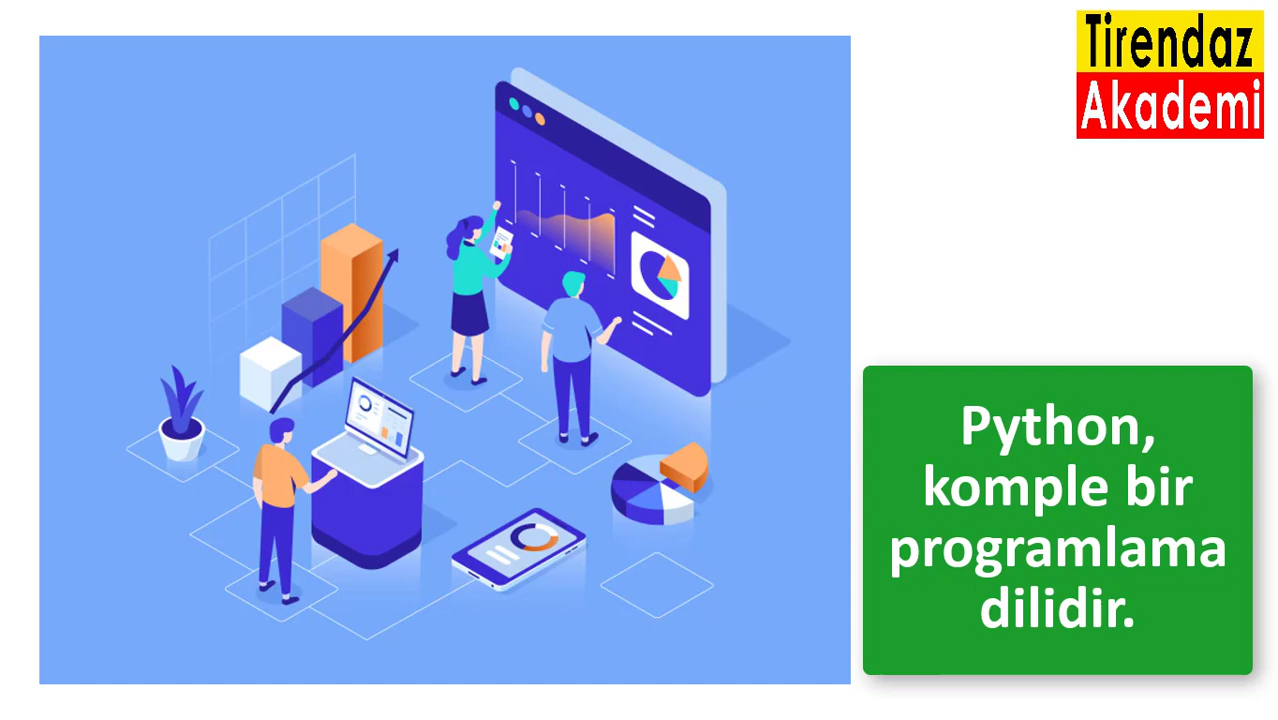 Tirendaz
Akademi
Python,
komple bir
programlama
dilidir.